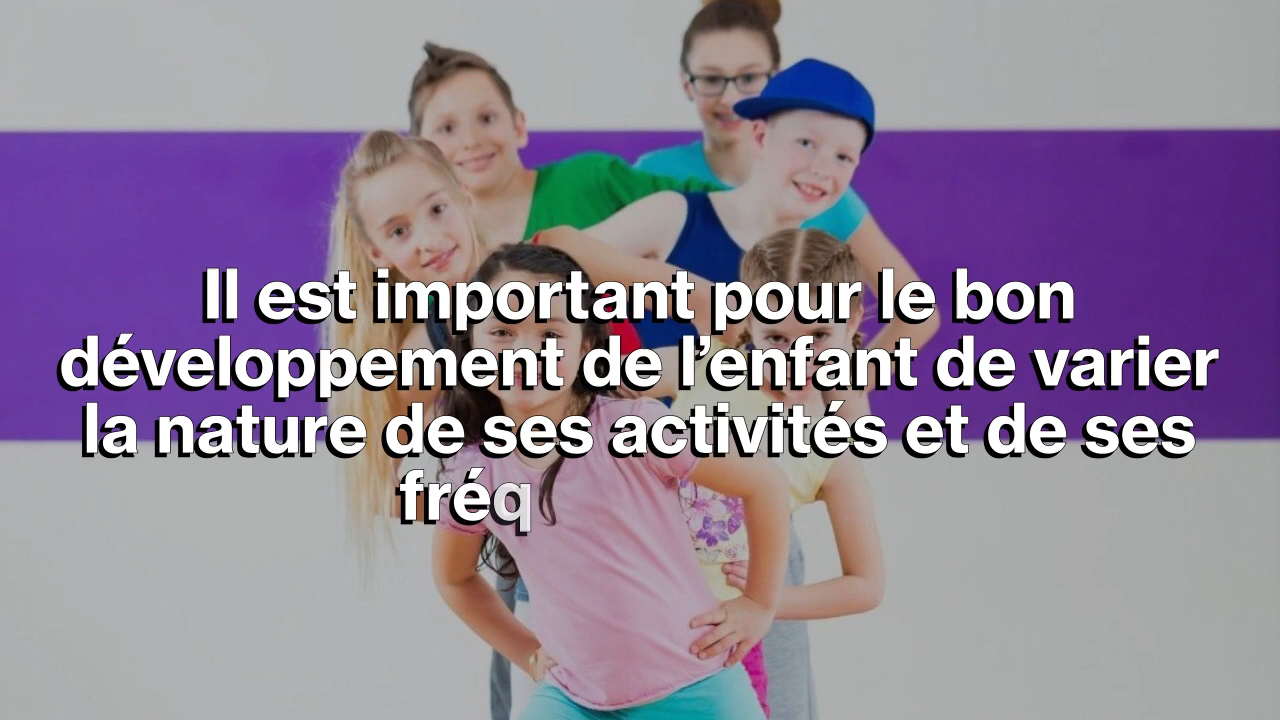 Il est important pour le bon
développement de l’enfant de varier
la nature de ses activités et de ses
fréq